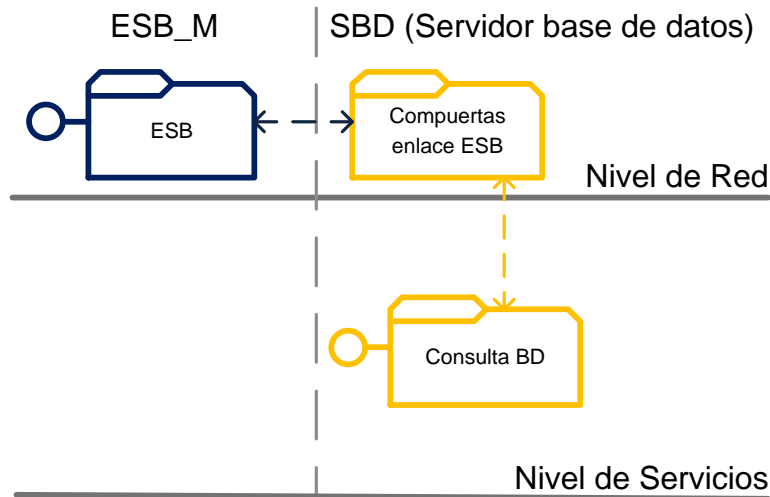 ESB_M
SBD (Servidor base de datos)
ESB
Compuertas
enlace ESB
Nivel de Red
Consulta BD
Nivel de Servicios